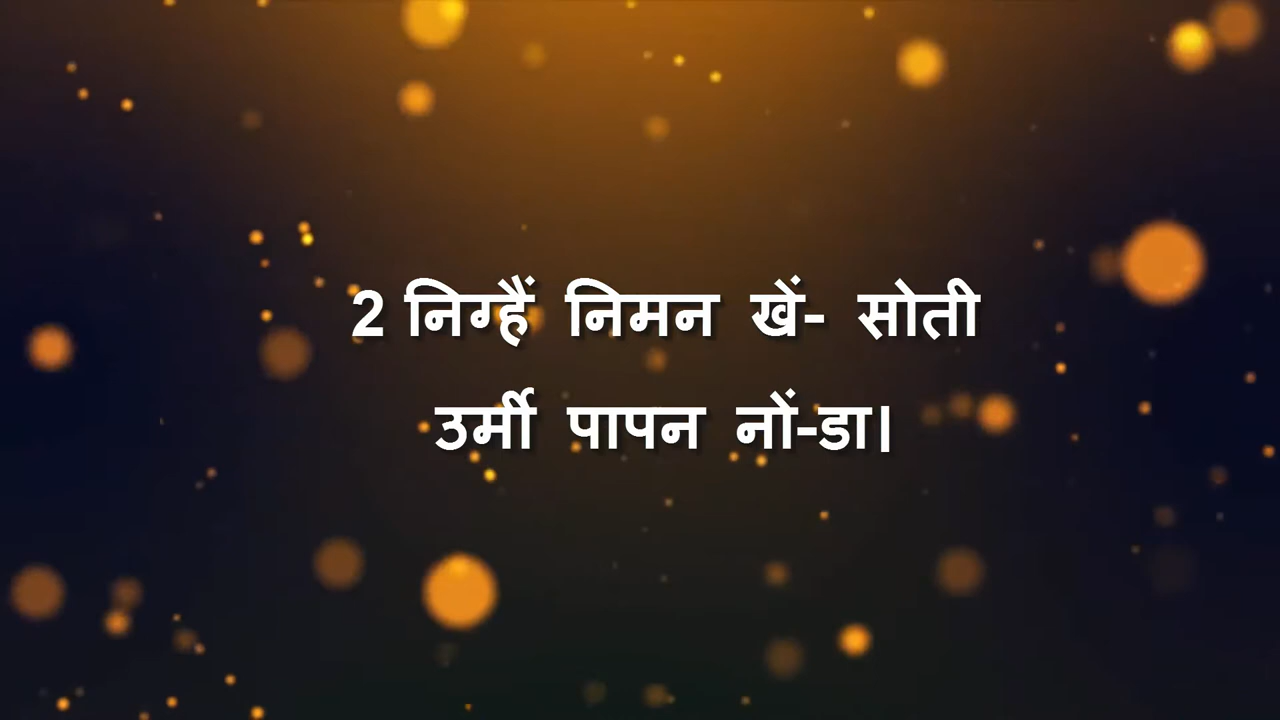 2 निग्हैं निमन खें- सोती
उर्मी पापन नों-डा।